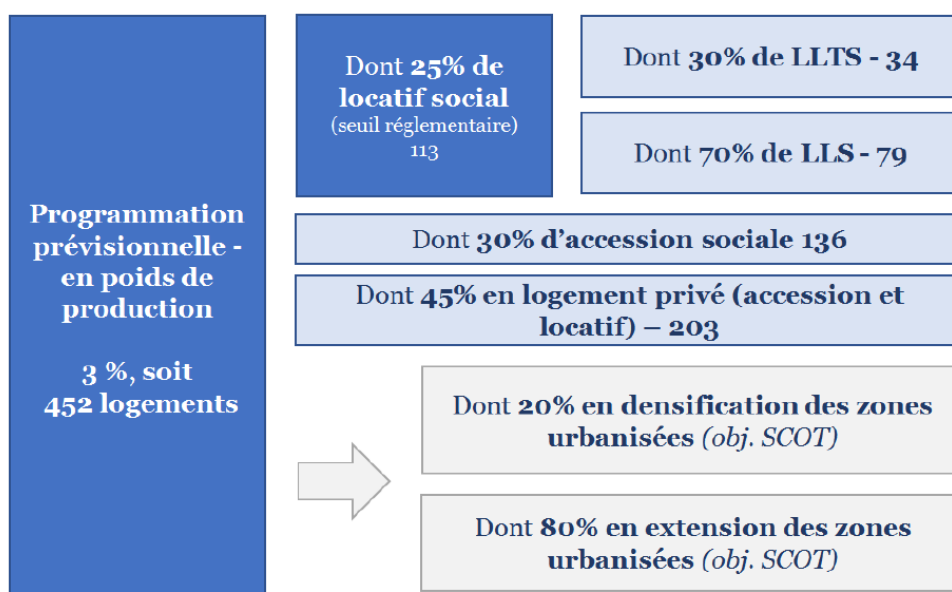 Programmation
prévisionnelle -
en poids de
production
3 %, soit
452 logements
Dont 25% de
locatif social
(seuil réglementaire)
113
Dont 30% de LLTS - 34
Dont 70% de LLS - 79
Dont 30% d'accession sociale 136
Dont 45% en logement privé (accession et
locatif) – 203
Dont 20% en densification des zones
urbanisées (obj. SCOT)
Dont 80% en extension des zones
urbanisées (obj. SCOT)